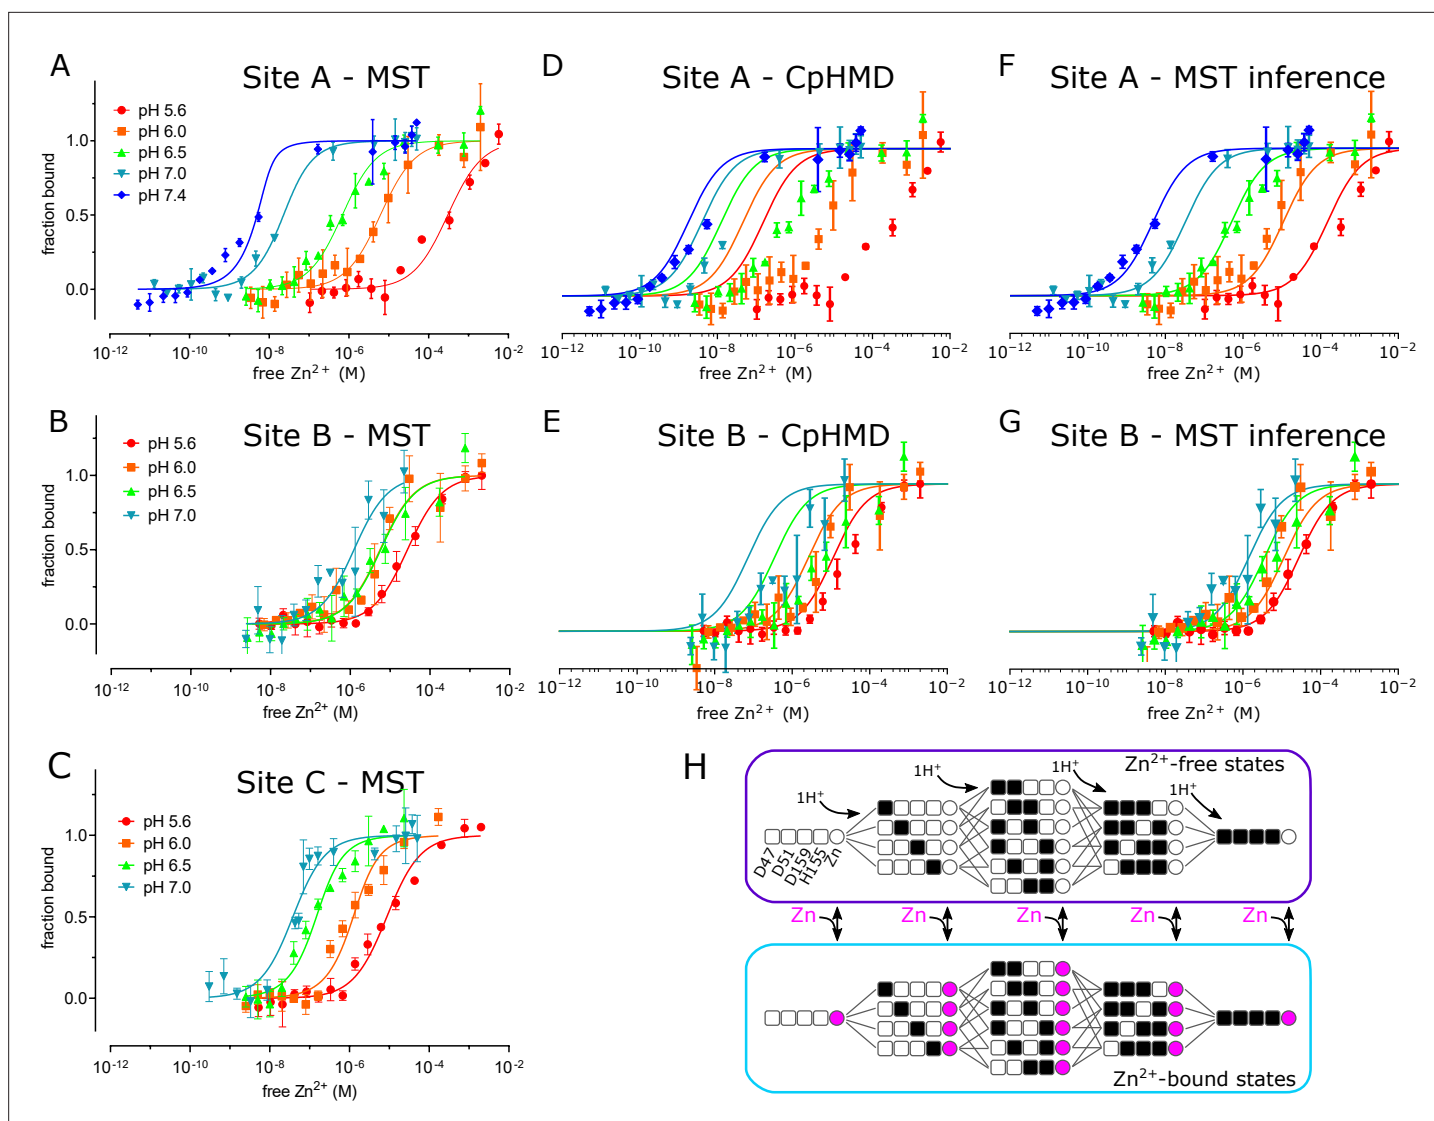 A
Site A - MST
pH 5.6
pH 6.0
pH 6.5
pH 7.0
pH 7.4
fraction bound
1.0
0.5
0.0
10⁻¹²
10⁻¹⁰
10⁻⁸
10⁻⁶
10⁻⁴
10⁻²
free Zn²⁺ (M)
D
Site A - CpHMD
10⁻¹²
10⁻¹⁰
10⁻⁸
10⁻⁶
10⁻⁴
10⁻²
free Zn²⁺ (M)
F
Site A - MST inference
10⁻¹²
10⁻¹⁰
10⁻⁸
10⁻⁶
10⁻⁴
10⁻²
free Zn²⁺ (M)
B
Site B - MST
pH 5.6
pH 6.0
pH 6.5
pH 7.0
fraction bound
1.0
0.5
0.0
10⁻¹²
10⁻¹⁰
10⁻⁸
10⁻⁶
10⁻⁴
10⁻²
free Zn²⁺ (M)
E
Site B - CpHMD
10⁻¹²
10⁻¹⁰
10⁻⁸
10⁻⁶
10⁻⁴
10⁻²
free Zn²⁺ (M)
G
Site B - MST inference
10⁻¹²
10⁻¹⁰
10⁻⁸
10⁻⁶
10⁻⁴
10⁻²
free Zn²⁺ (M)
C
Site C - MST
pH 5.6
pH 6.0
pH 6.5
pH 7.0
fraction bound
1.0
0.5
0.0
10⁻¹²
10⁻¹⁰
10⁻⁸
10⁻⁶
10⁻⁴
10⁻²
free Zn²⁺ (M)
H
Zn²⁺-free states
1H⁺
1H⁺
1H⁺
1H⁺
D47
D51
D159
H155
Zn
Zn
Zn
Zn
Zn
Zn
Zn²⁺-bound states